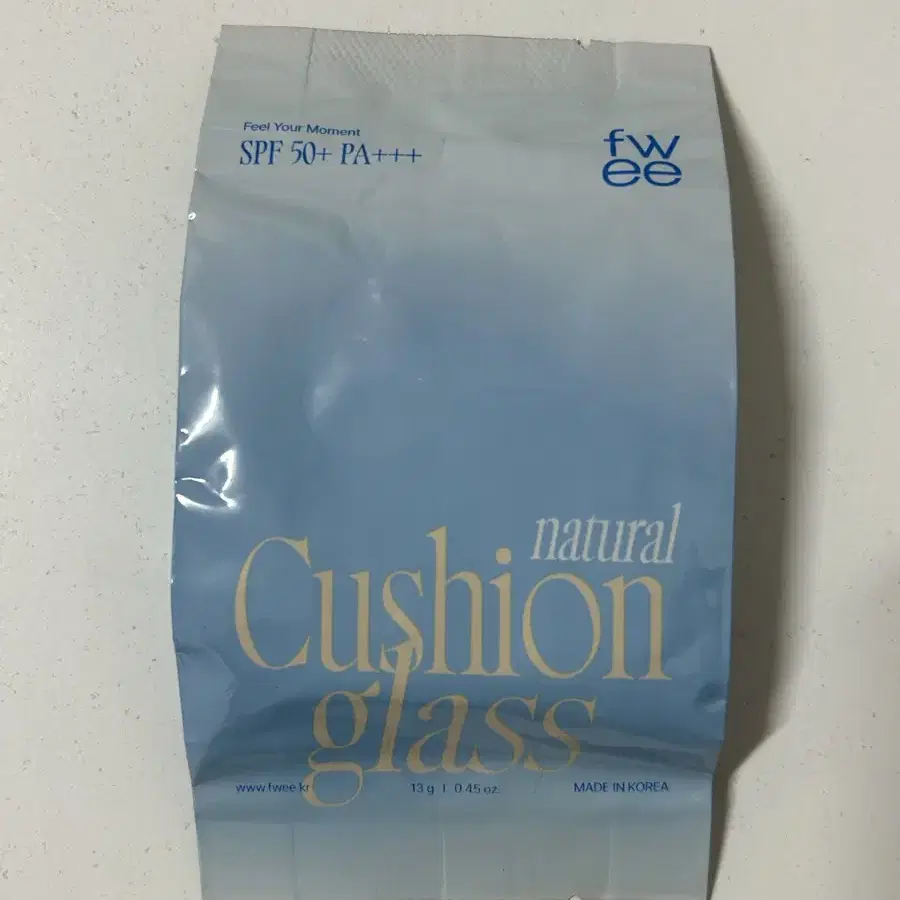 Feel Your Moment
SPF 50+ PA+++
fw
ee
natural
Cushion
glass
www.fwee.kr
13 g | 0.45 oz.
MADE IN KOREA